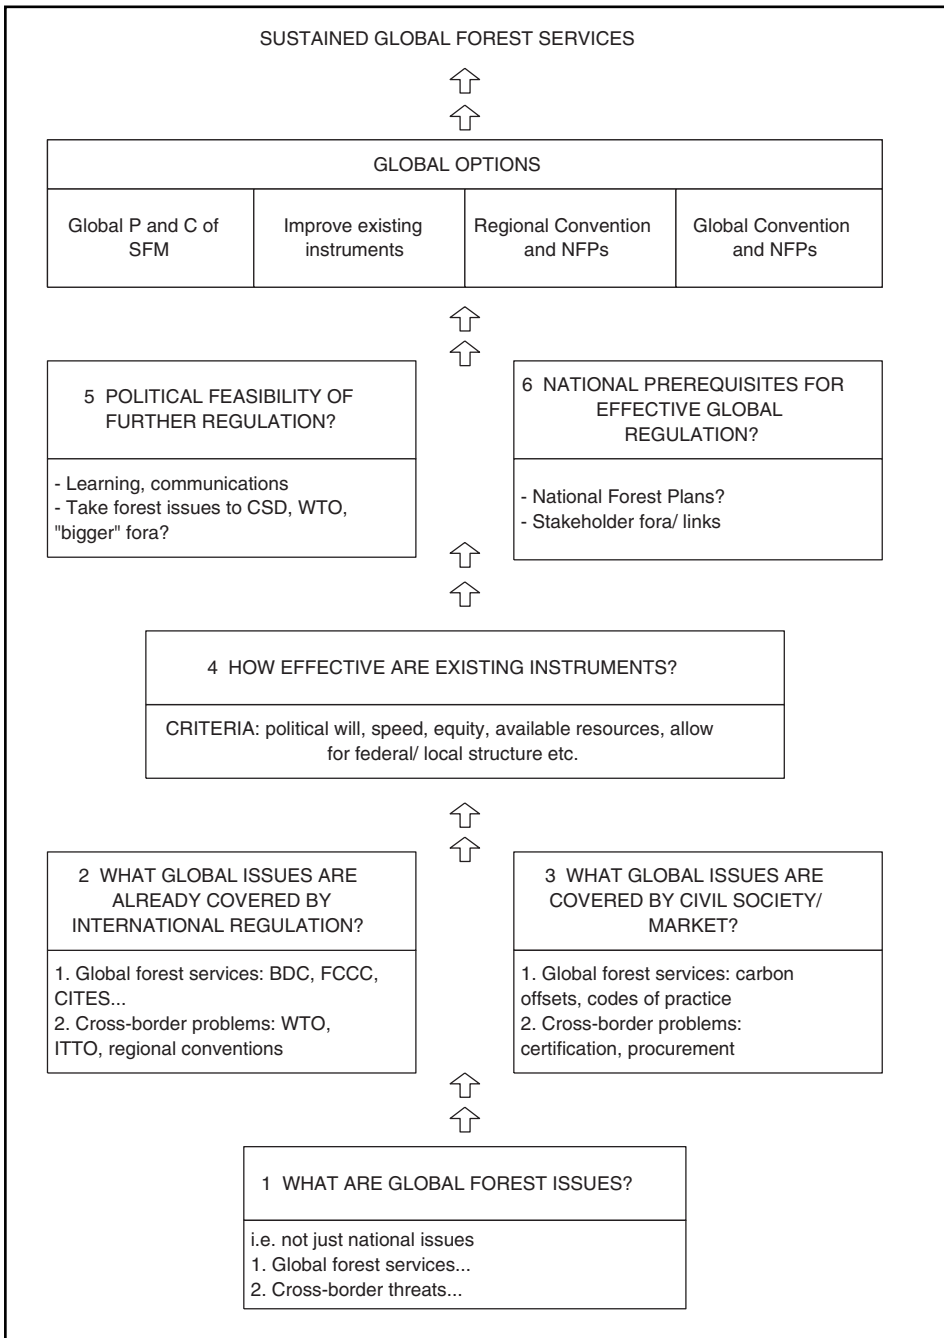 SUSTAINED GLOBAL FOREST SERVICES
GLOBAL OPTIONS
Global P and C of
SFM
Improve existing
instruments
Regional Convention
and NFPs
Global Convention
and NFPs
5 POLITICAL FEASIBILITY OF
FURTHER REGULATION?
- Learning, communications
- Take forest issues to CSD, WTO,
"bigger" fora?
6 NATIONAL PREREQUISITES FOR
EFFECTIVE GLOBAL
REGULATION?
- National Forest Plans?
- Stakeholder fora/ links
4 HOW EFFECTIVE ARE EXISTING INSTRUMENTS?
CRITERIA: political will, speed, equity, available resources, allow
for federal/ local structure etc.
2 WHAT GLOBAL ISSUES ARE
ALREADY COVERED BY
INTERNATIONAL REGULATION?
1. Global forest services: BDC, FCCC,
CITES...
2. Cross-border problems: WTO,
ITTO, regional conventions
3 WHAT GLOBAL ISSUES ARE
COVERED BY CIVIL SOCIETY/
MARKET?
1. Global forest services: carbon
offsets, codes of practice
2. Cross-border problems:
certification, procurement
1 WHAT ARE GLOBAL FOREST ISSUES?
i.e. not just national issues
1. Global forest services...
2. Cross-border threats...